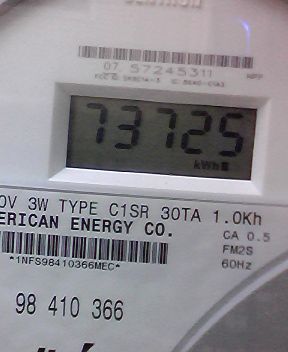 07 57245311
73725
kWh
0V 3W TYPE C1SR 30TA 1.0Kh
ERICAN ENERGY CO.
CA 0.5
FM2S
60Hz
*1NFS98410366MEC*
98 410 366